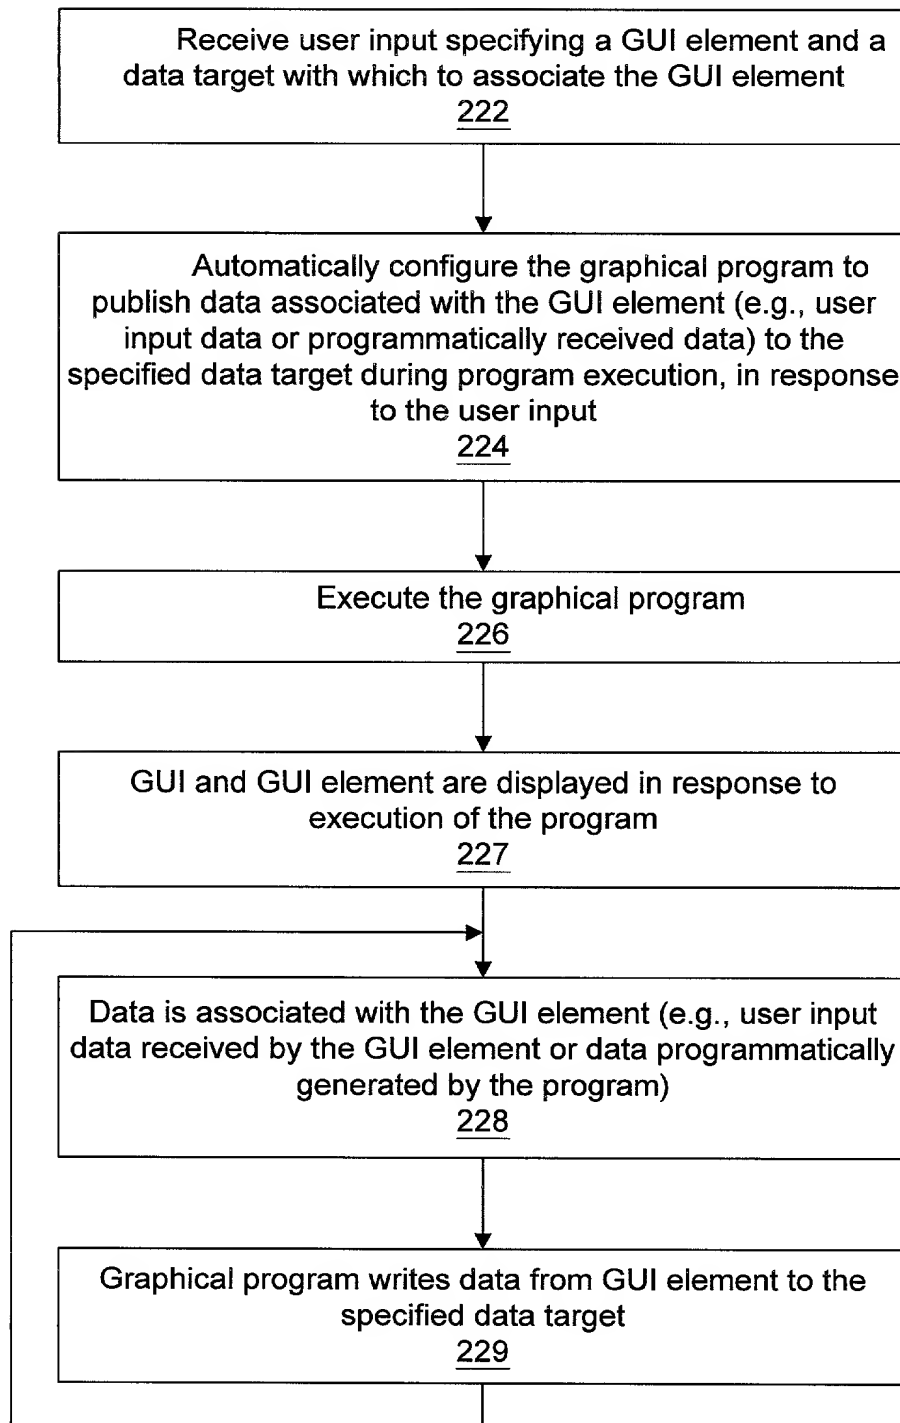 Receive user input specifying a GUI element and a
data target with which to associate the GUI element
222
Automatically configure the graphical program to
publish data associated with the GUI element (e.g., user
input data or programmatically received data) to the
specified data target during program execution, in response
to the user input
224
Execute the graphical program
226
GUI and GUI element are displayed in response to
execution of the program
227
Data is associated with the GUI element (e.g., user input
data received by the GUI element or data programmatically
generated by the program)
228
Graphical program writes data from GUI element to the
specified data target
229